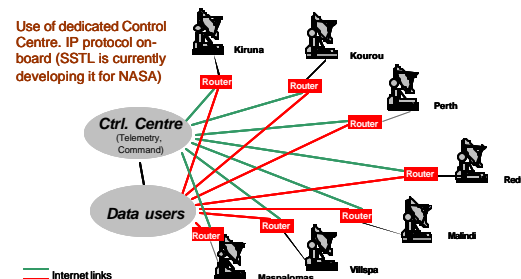 Use of dedicated Control
Centre. IP protocol on-
board (SSTL is currently
developing it for NASA)
Kiruna
Kourou
Router
Router
Perth
Ctrl. Centre
(Telemetry,
Command)
Router
Router
Red
Data users
Router
Malindi
Router
Router
Villspa
Maspalomas
Internet links